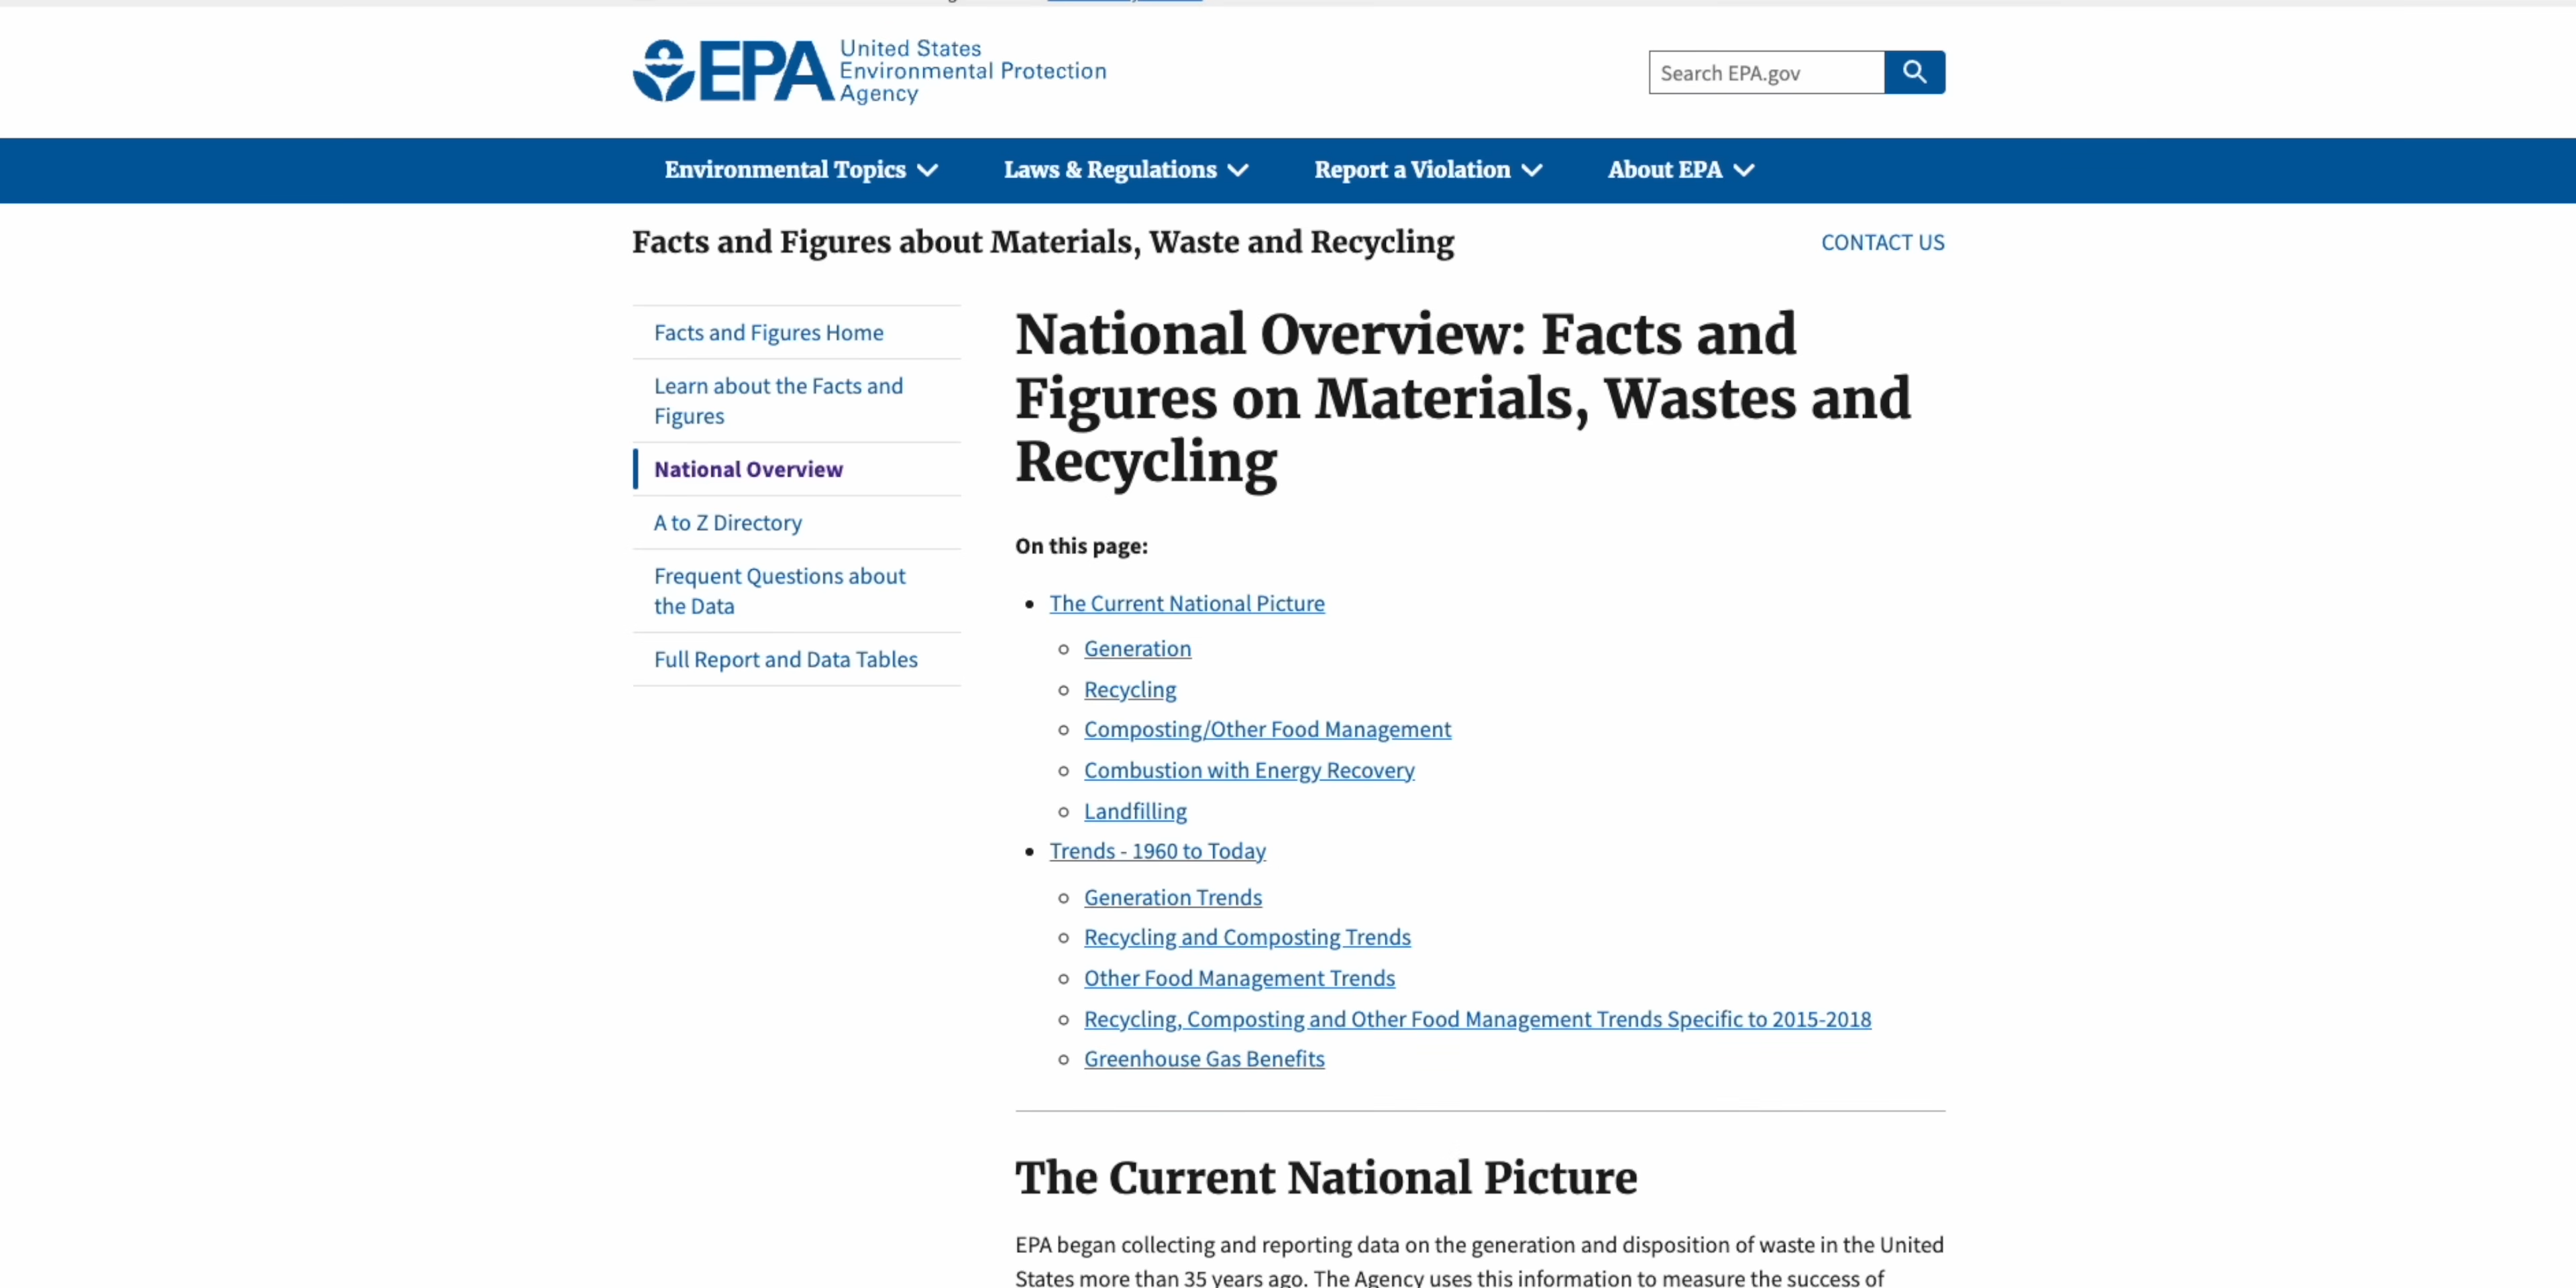 EPA
United States
Environmental Protection
Agency
Search EPA.gov
Environmental Topics
Laws & Regulations
Report a Violation
About EPA
Facts and Figures about Materials, Waste and Recycling
CONTACT US
Facts and Figures Home
Learn about the Facts and
Figures
National Overview
A to Z Directory
Frequent Questions about
the Data
Full Report and Data Tables
National Overview: Facts and
Figures on Materials, Wastes and
Recycling
On this page:
The Current National Picture
Generation
Recycling
Composting/Other Food Management
Combustion with Energy Recovery
Landfilling
Trends - 1960 to Today
Generation Trends
Recycling and Composting Trends
Other Food Management Trends
Recycling, Composting and Other Food Management Trends Specific to 2015-2018
Greenhouse Gas Benefits
The Current National Picture
EPA began collecting and reporting data on the generation and disposition of waste in the United
States more than 35 years ago. The Agency uses this information to measure the success of